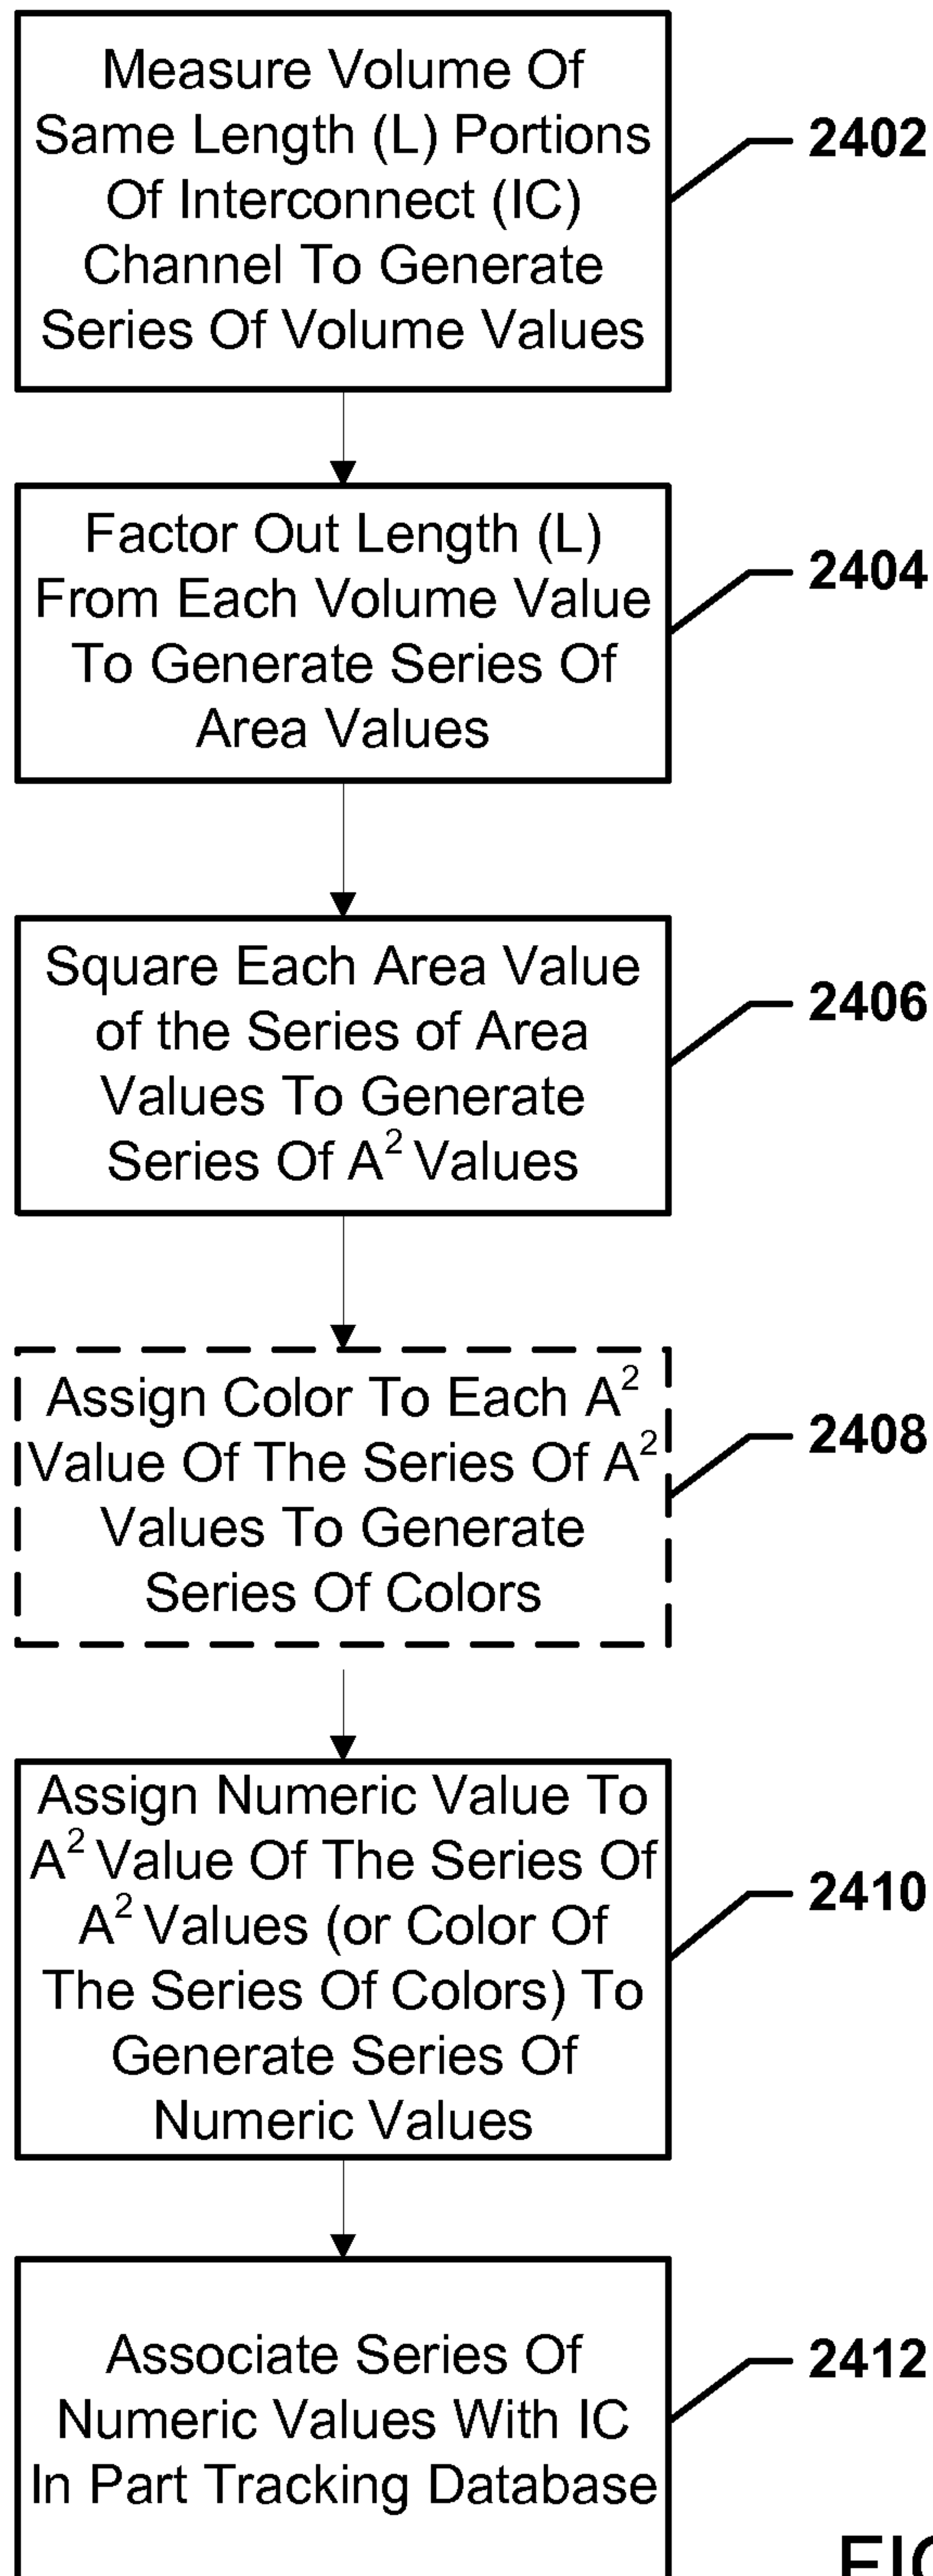 Measure Volume Of
Same Length (L) Portions
Of Interconnect (IC)
Channel To Generate
Series Of Volume Values
2402
Factor Out Length (L)
From Each Volume Value
To Generate Series Of
Area Values
2404
Square Each Area Value
of the Series of Area
Values To Generate
Series Of A² Values
2406
Assign Color To Each A²
Value Of The Series Of A²
Values To Generate
Series Of Colors
2408
Assign Numeric Value To
A² Value Of The Series Of
A² Values (or Color Of
The Series Of Colors) To
Generate Series Of
Numeric Values
2410
Associate Series Of
Numeric Values With IC
In Part Tracking Database
2412